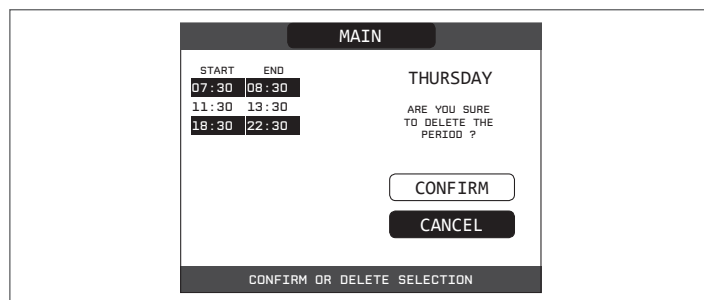 MAIN
START END
07:30 08:30
11:30 13:30
18:30 22:30
THURSDAY
ARE YOU SURE
TO DELETE THE
PERIOD ?
CONFIRM
CANCEL
CONFIRM OR DELETE SELECTION